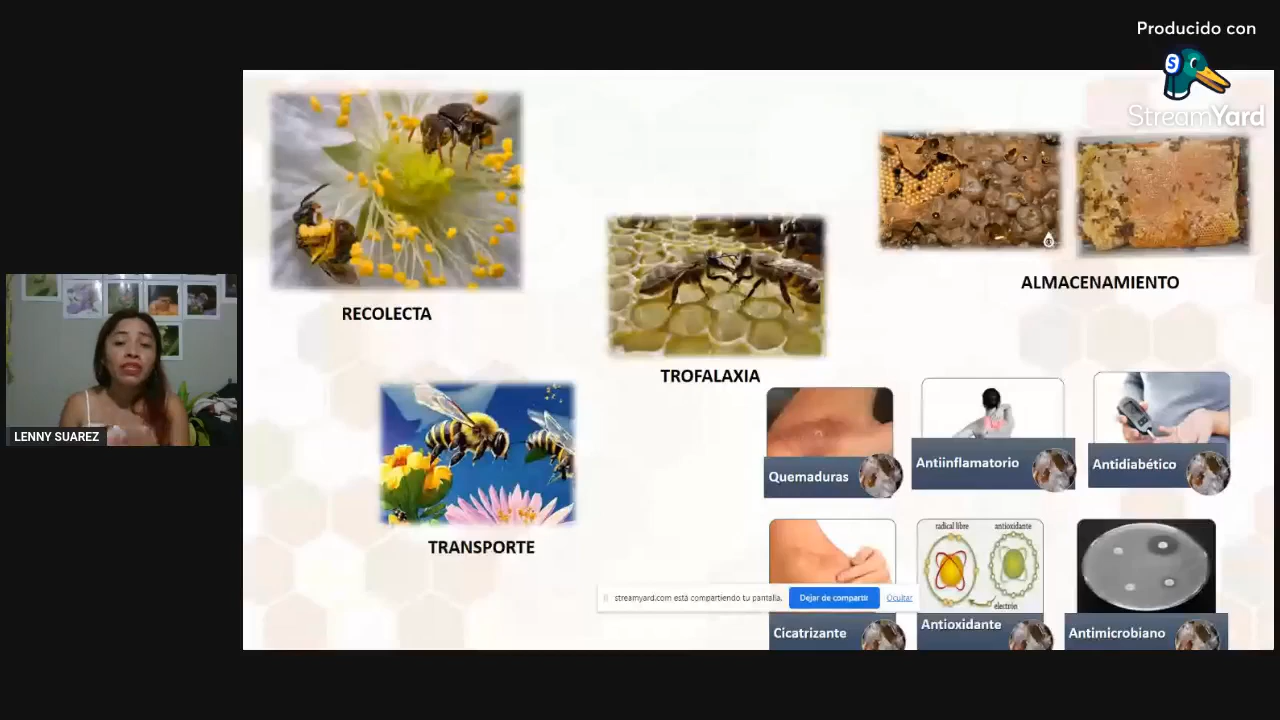 Producido con
StreamYard
RECOLECTA
TROFALAXIA
ALMACENAMIENTO
TRANSPORTE
LENNY SUAREZ
Quemaduras
Antiinflamatorio
Antidiabético
radical libre
antioxidante
electrón
streamyard.com está compartiendo tu pantalla.
Dejar de compartir
Ocultar
Cicatrizante
Antioxidante
Antimicrobiano